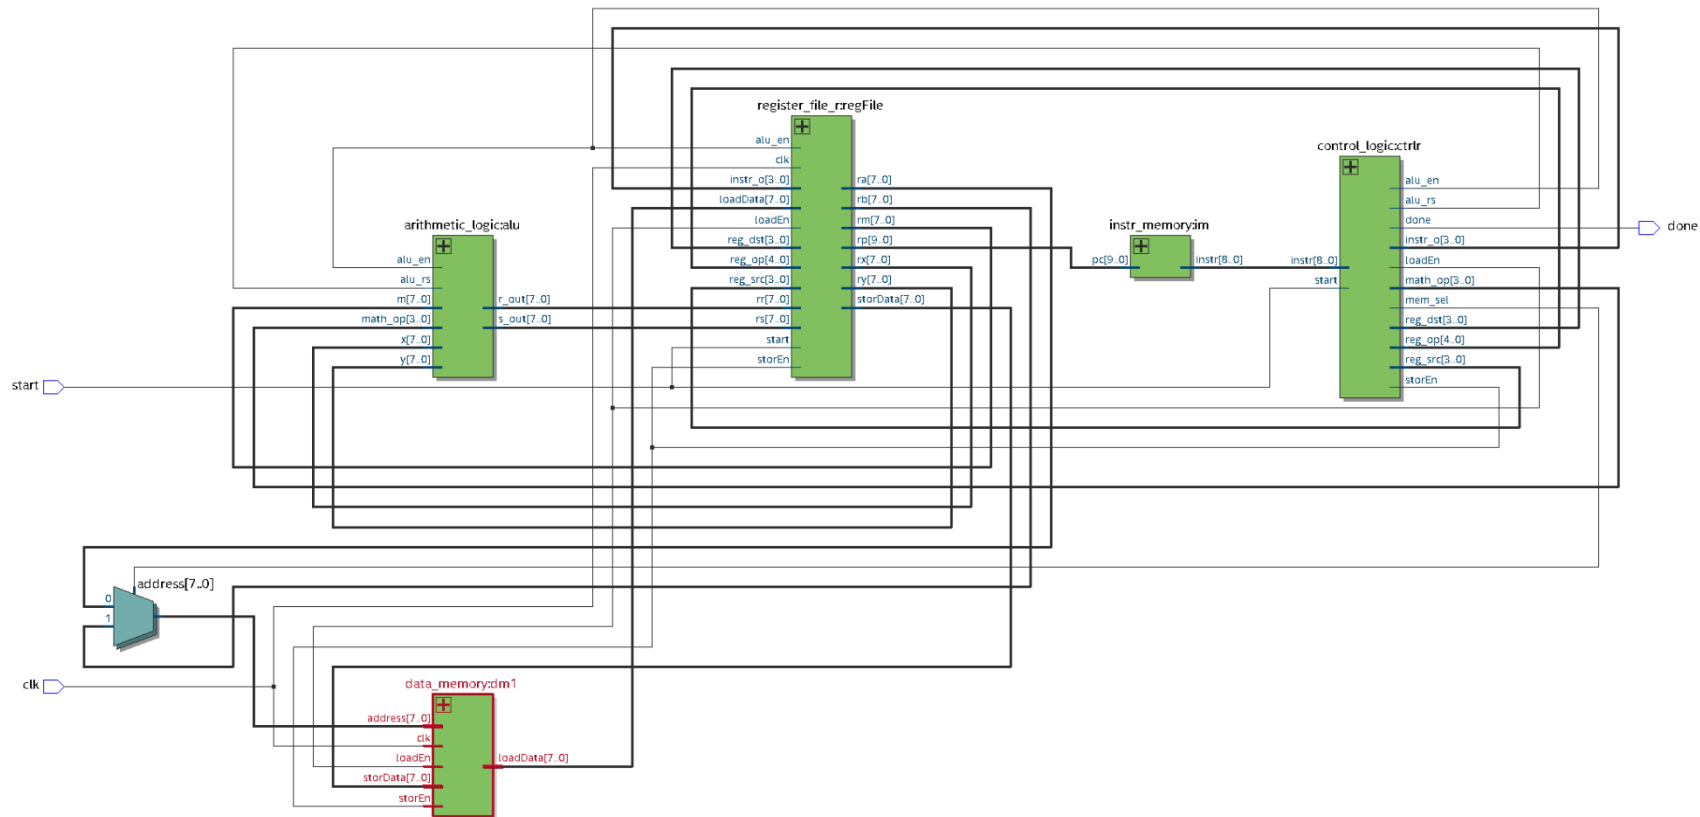 register_file_r:regFile
alu_en
clk
instr_o[3..0]
loadData[7..0]
loadEn
reg_dst[3..0]
reg_op[4..0]
reg_src[3..0]
rr[7..0]
rs[7..0]
start
storEn
ra[7..0]
rb[7..0]
rm[7..0]
rp[9..0]
rx[7..0]
ry[7..0]
storData[7..0]
control_logic:ctrlr
instr[8..0]
start
alu_en
alu_rs
done
instr_o[3..0]
loadEn
math_op[3..0]
mem_sel
reg_dst[3..0]
reg_op[4..0]
reg_src[3..0]
storEn
done
arithmetic_logic:alu
alu_en
alu_rs
m[7..0]
math_op[3..0]
x[7..0]
y[7..0]
r_out[7..0]
s_out[7..0]
instr_memory:im
pc[9..0]
instr[8..0]
start
address[7..0]
0
1
clk
data_memory:dm1
address[7..0]
clk
loadEn
storData[7..0]
storEn
loadData[7..0]